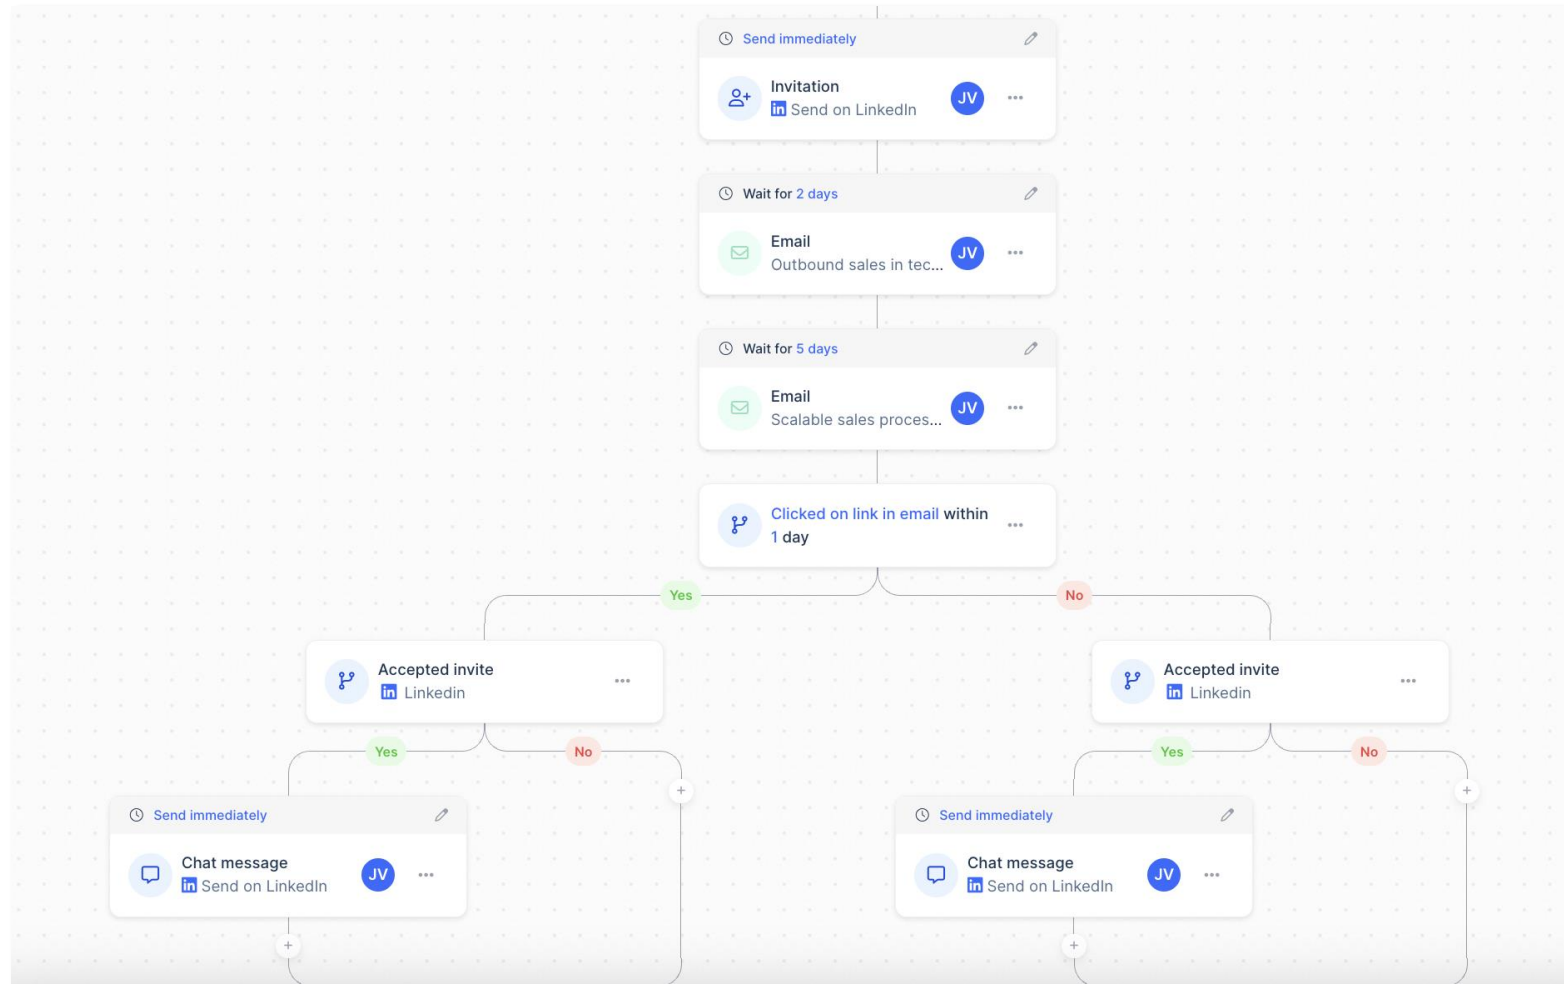 Send immediately
Invitation
Send on LinkedIn
JV
Wait for 2 days
Email
Outbound sales in tec...
JV
Wait for 5 days
Email
Scalable sales proces...
JV
Clicked on link in email within
1 day
Yes
No
Accepted invite
Linkedin
Accepted invite
Linkedin
Yes
No
Yes
No
Send immediately
Chat message
Send on LinkedIn
JV
Send immediately
Chat message
Send on LinkedIn
JV